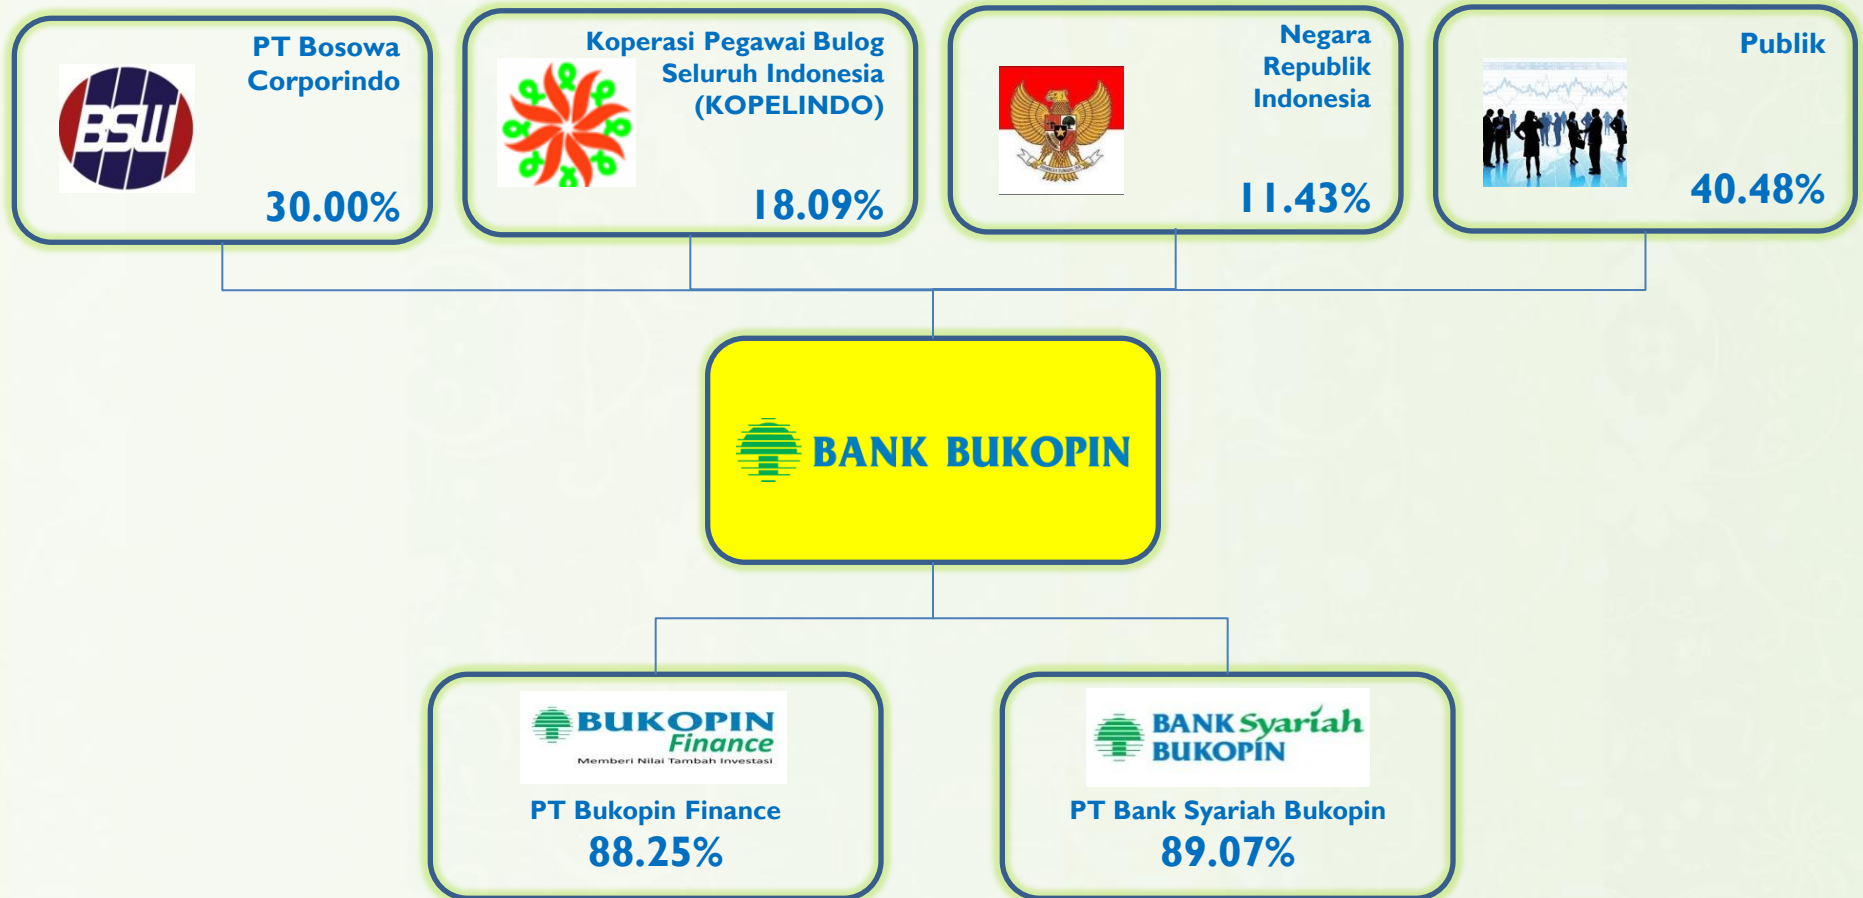 PT Bosowa
Corporindo
BSW
30.00%
Koperasi Pegawai Bulog
Seluruh Indonesia
(KOPELINDO)
18.09%
Negara
Republik
Indonesia
11.43%
Publik
40.48%
BANK BUKOPIN
BUKOPIN
Finance
Memberi Nilai Tambah Investasi
PT Bukopin Finance
88.25%
BANK Syariah
BUKOPIN
PT Bank Syariah Bukopin
89.07%